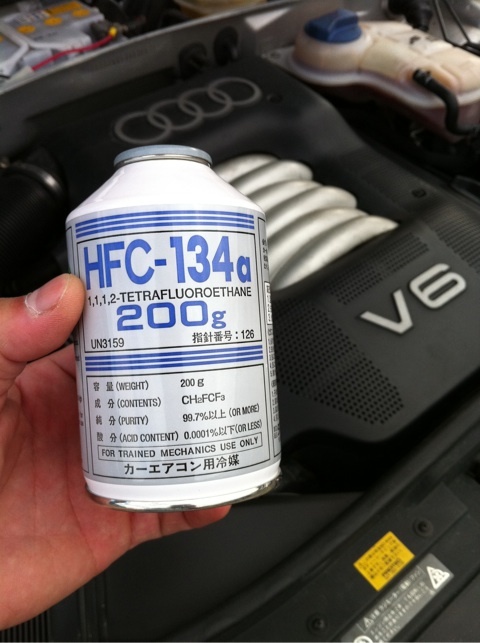 HFC-134a
1,1,1,2-TETRAFLUOROETHANE
200g
UN3159 指針番号:126
容 量 (WEIGHT) 200 g
成 分 (CONTENTS) CH₂FCF₃
純 分 (PURITY) 99.7%以上 (OR MORE)
酸 分 (ACID CONTENT) 0.0001%以下(OR LESS)
FOR TRAINED MECHANICS USE ONLY
カーエアコン用冷媒
V6